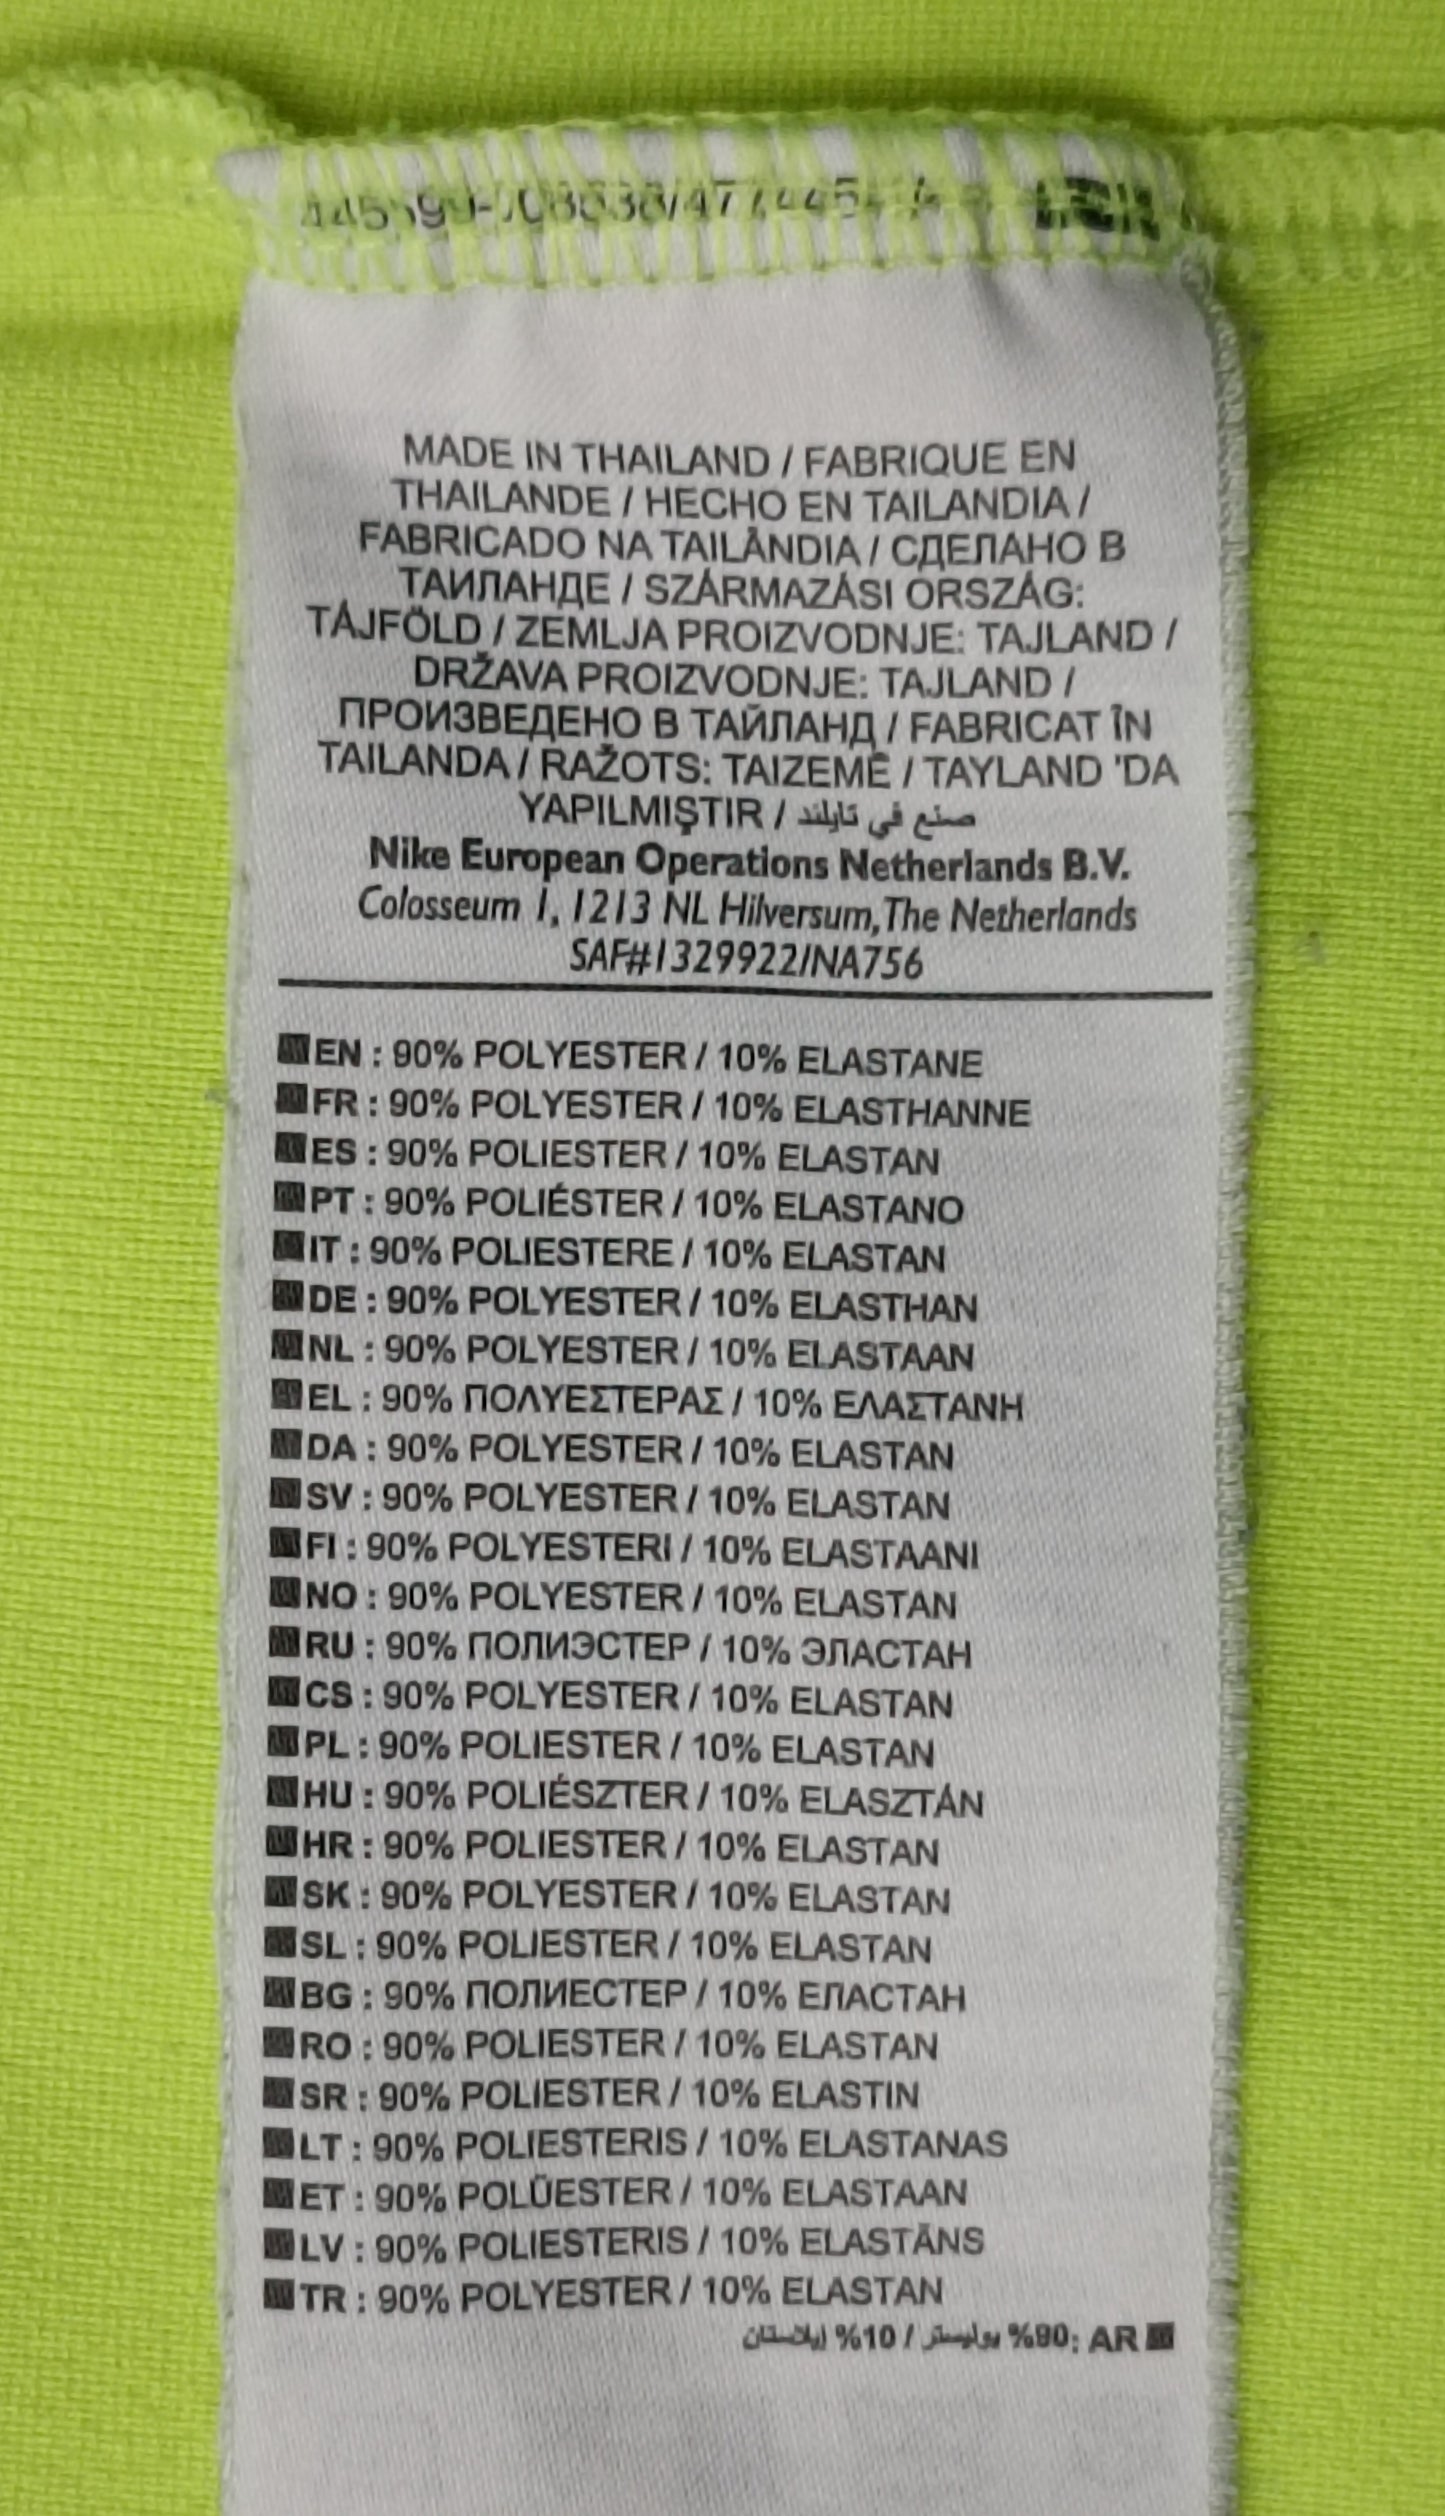 MADE IN THAILAND / FABRIQUE EN
THAILANDE / HECHO EN TAILANDIA /
FABRICADO NA TAILÂNDIA / СДЕЛАНО В
ТАИЛАНДЕ / SZÁRMAZÁSI ORSZÁG:
TÁJFÖLD / ZEMLJA PROIZVODNJE: TAJLAND /
DRŽAVA PROIZVODNJE: TAJLAND /
ПРОИЗВЕДЕНО В ТАЙЛАНД / FABRICAT ÎN
TAILANDA / RAŽOTS: TAIZEMĒ / TAYLAND 'DA
YAPILMIŞTIR / صنع في تايلند
Nike European Operations Netherlands B.V.
Colosseum 1, 1213 NL Hilversum, The Netherlands
SAF#1329922/NA756
EN : 90% POLYESTER / 10% ELASTANE
FR : 90% POLYESTER / 10% ELASTHANNE
ES : 90% POLIESTER / 10% ELASTAN
PT : 90% POLIÉSTER / 10% ELASTANO
IT : 90% POLIESTERE / 10% ELASTAN
DE : 90% POLYESTER / 10% ELASTHAN
NL : 90% POLYESTER / 10% ELASTAAN
EL : 90% ΠΟΛΥΕΣΤΕΡΑΣ / 10% ΕΛΑΣΤΑΝΗ
DA : 90% POLYESTER / 10% ELASTAN
SV : 90% POLYESTER / 10% ELASTAN
FI : 90% POLYESTERI / 10% ELASTAANI
NO : 90% POLYESTER / 10% ELASTAN
RU : 90% ПОЛИЭСТЕР / 10% ЭЛАСТАН
CS : 90% POLYESTER / 10% ELASTAN
PL : 90% POLIESTER / 10% ELASTAN
HU : 90% POLIÉSZTER / 10% ELASZTÁN
HR : 90% POLIESTER / 10% ELASTAN
SK : 90% POLYESTER / 10% ELASTAN
SL : 90% POLIESTER / 10% ELASTAN
BG : 90% ПОЛИЕСТЕР / 10% ЕЛАСТАН
RO : 90% POLIESTER / 10% ELASTAN
SR : 90% POLIESTER / 10% ELASTIN
LT : 90% POLIESTERIS / 10% ELASTANAS
ET : 90% POLÜESTER / 10% ELASTAAN
LV : 90% POLIESTERIS / 10% ELASTĀNS
TR : 90% POLYESTER / 10% ELASTAN
AR :90% بوليستر / 10% إيلاستان